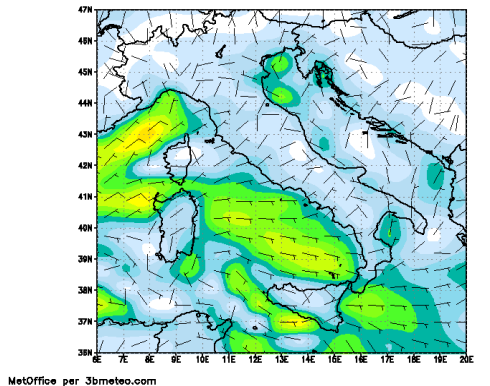 47N
46N
45N
44N
43N
42N
41N
40N
39N
38N
37N
36N
6E 7E 8E 9E 10E 11E 12E 13E 14E 15E 16E 17E 18E 19E 20E
MetOffice per 3bmeteo.com